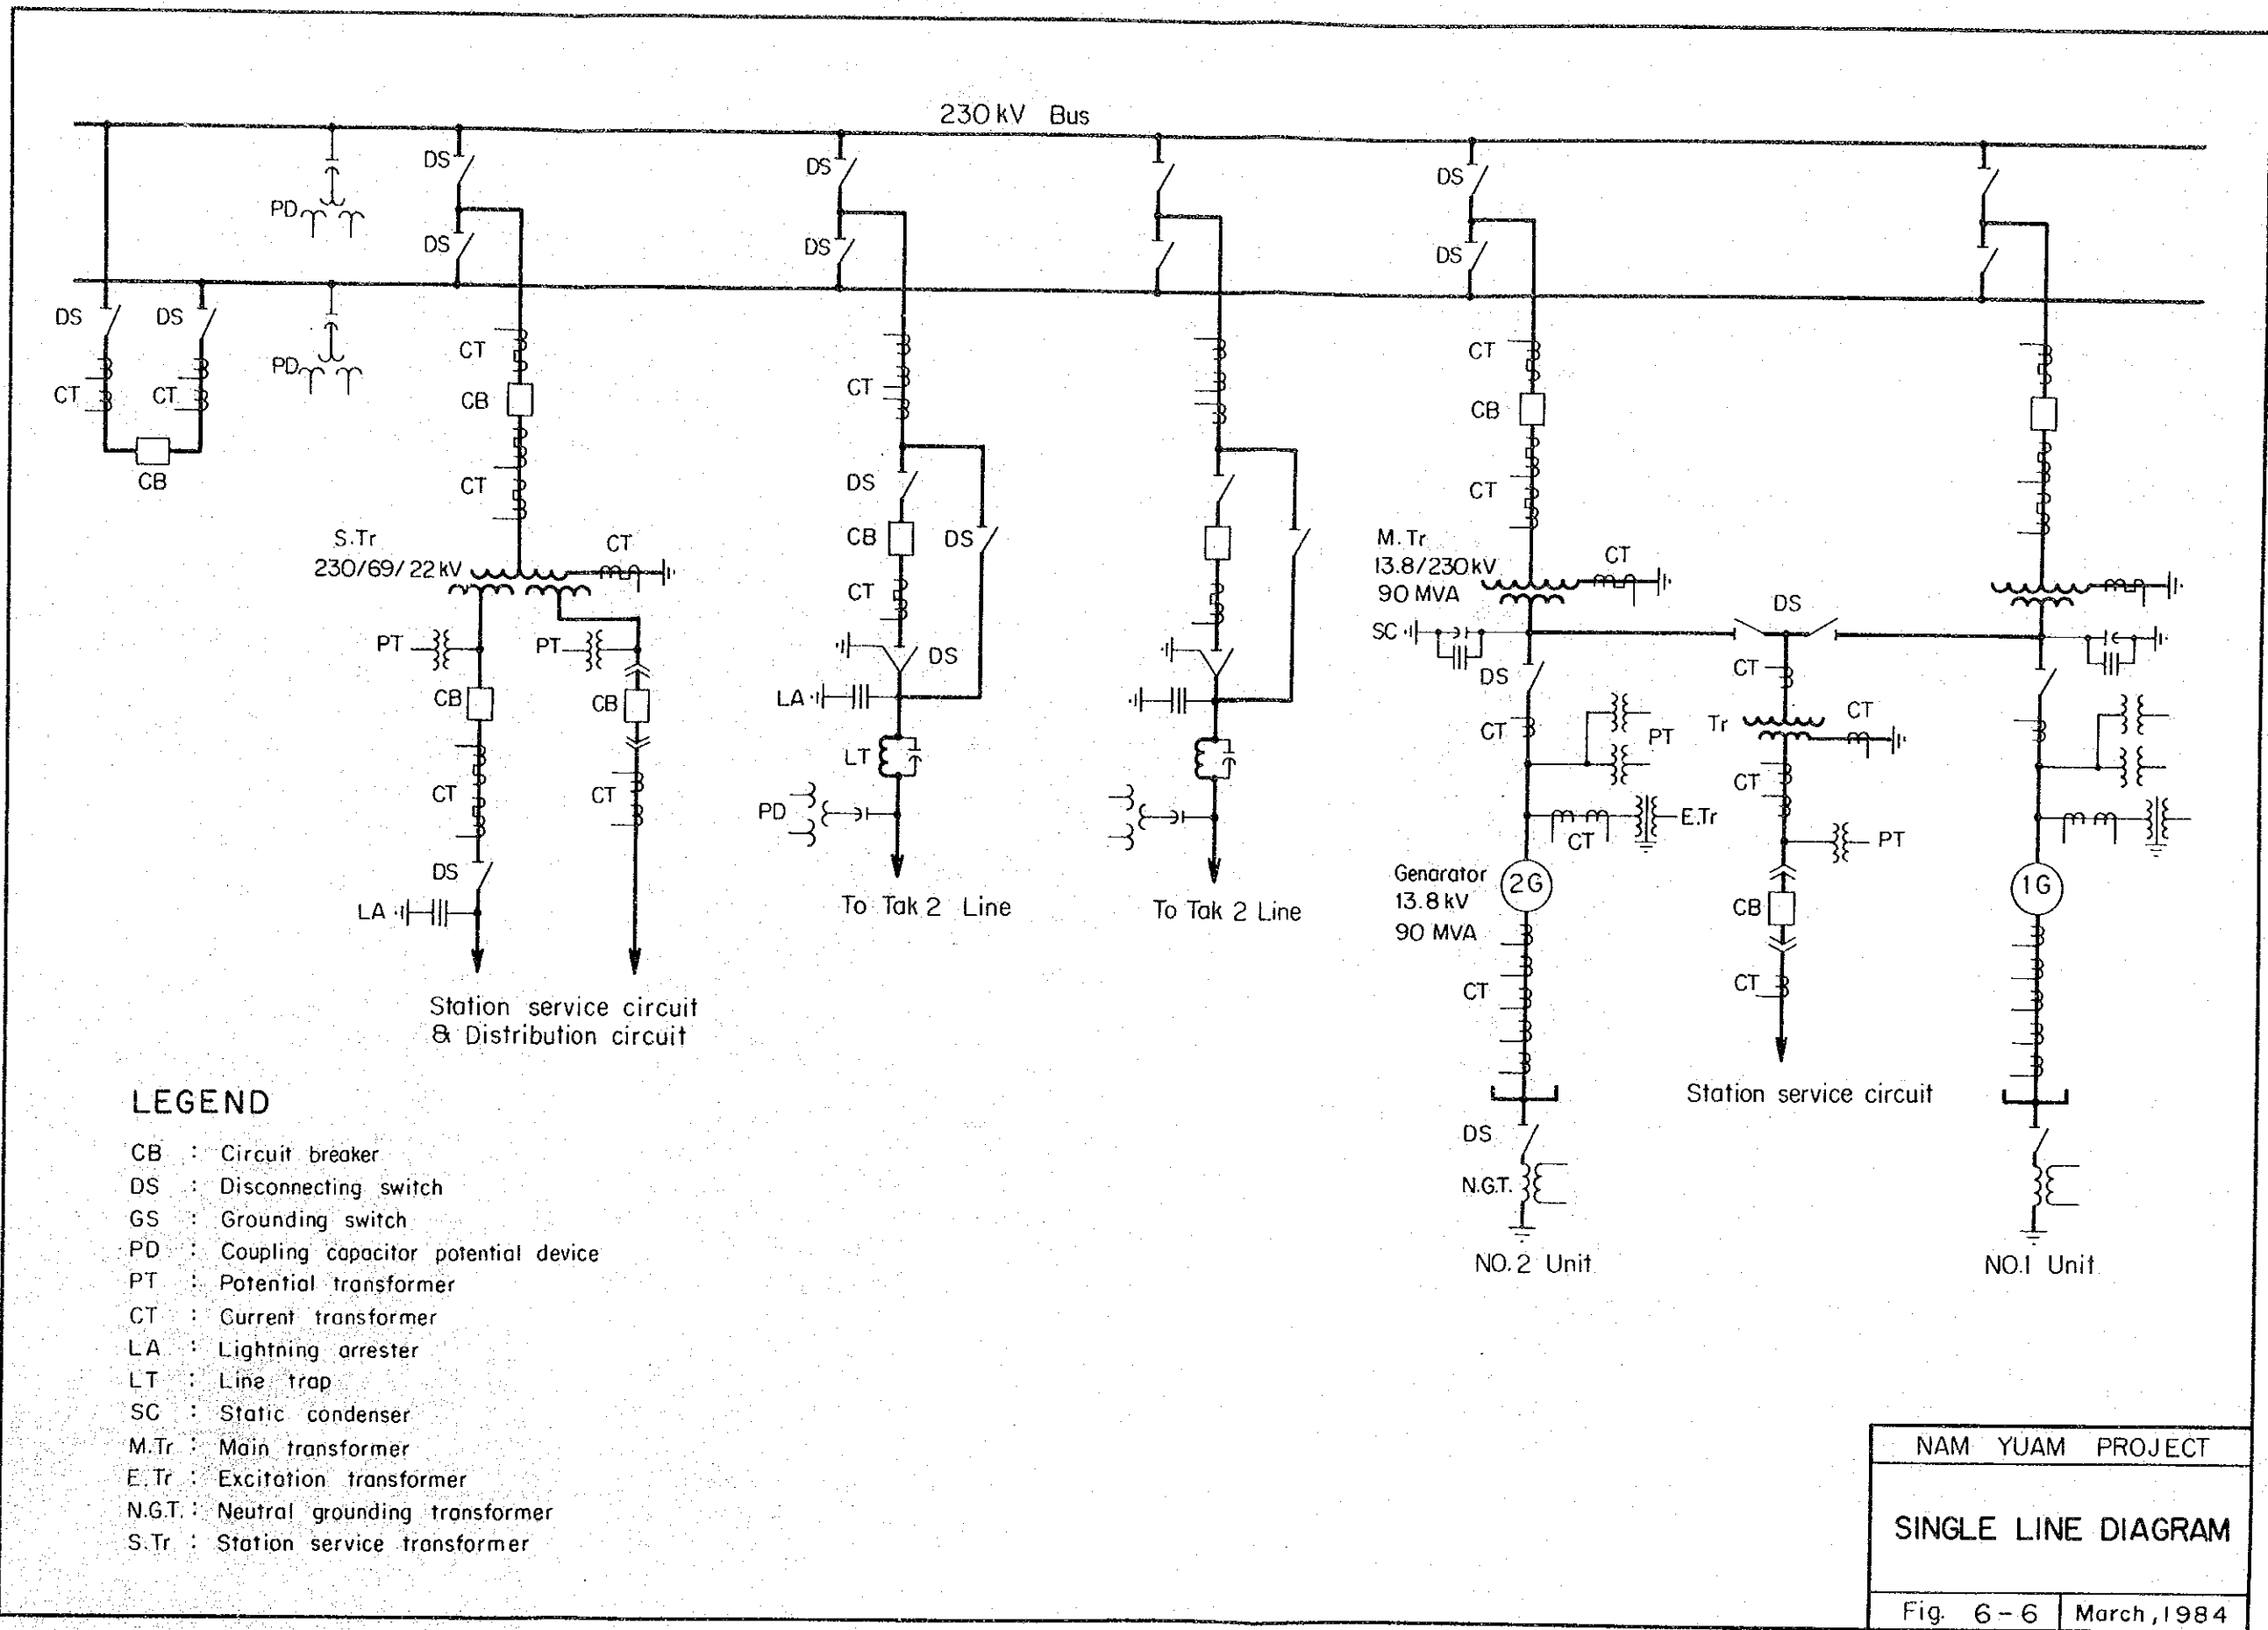 230 kV Bus
DS
DS
DS
PD
DS
DS
DS
DS
DS
DS
PD
CT
CT
CT
CB
CB
CT
CT
DS
CB
DS
CT
DS
LA
LT
PD
To Tak 2 Line
To Tak 2 Line
CT
CB
CT
S.Tr
230/69/22 kV
CT
PT
PT
CB
CB
CT
CT
DS
LA
Station service circuit
& Distribution circuit
M.Tr
13.8/230 kV
90 MVA
CT
SC
DS
DS
CT
CT
PT
Tr
CT
CT
E.Tr
CT
PT
Genarator
13.8 kV
90 MVA
2G
1G
CB
CT
CT
Station service circuit
DS
N.G.T.
NO.2 Unit
NO.1 Unit
LEGEND
CB : Circuit breaker
DS : Disconnecting switch
GS : Grounding switch
PD : Coupling capacitor potential device
PT : Potential transformer
CT : Current transformer
LA : Lightning arrester
LT : Line trap
SC : Static condenser
M.Tr : Main transformer
E.Tr : Excitation transformer
N.G.T. : Neutral grounding transformer
S.Tr : Station service transformer
NAM YUAM PROJECT
SINGLE LINE DIAGRAM
Fig. 6-6
March, 1984